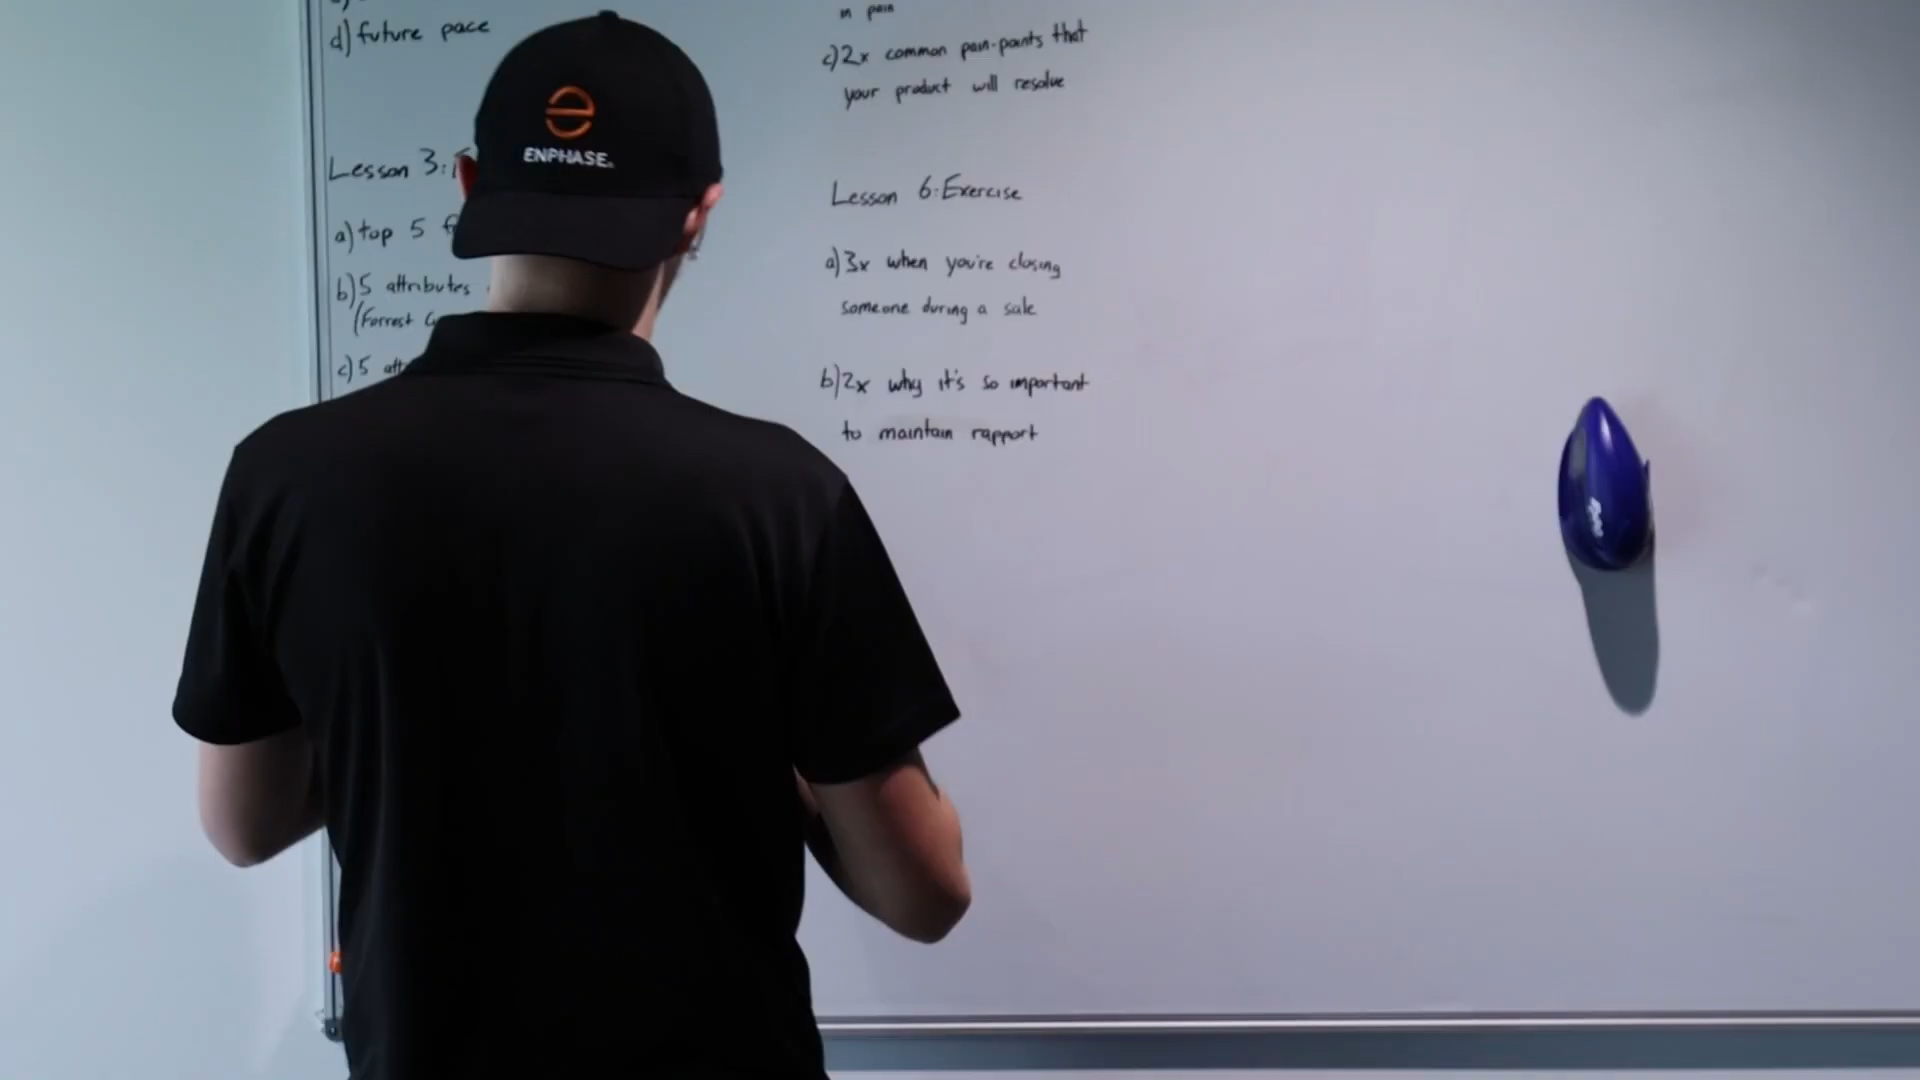 d) future pace
Lesson 3:
a) top 5
b) 5 attributes
(Forrest
c) 5
ENPHASE
in pain
c) 2x common pain-points that
your product will resolve
Lesson 6: Exercise
a) 3x when you're closing
someone during a sale
b) 2x why it's so important
to maintain rapport